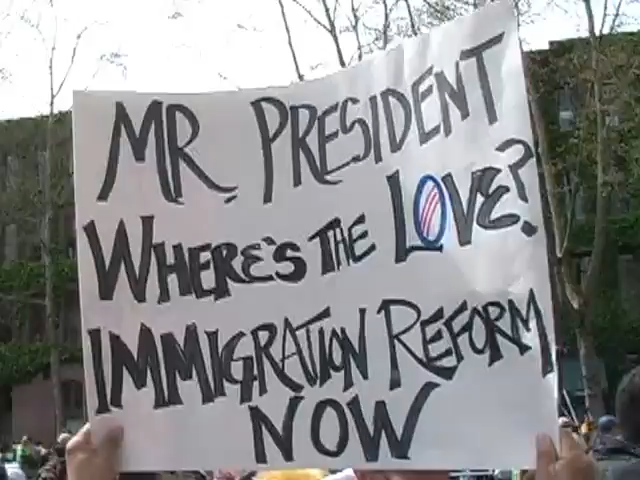 MR. PRESIDENT
WHERE'S THE LOVE?
IMMIGRATION REFORM
NOW